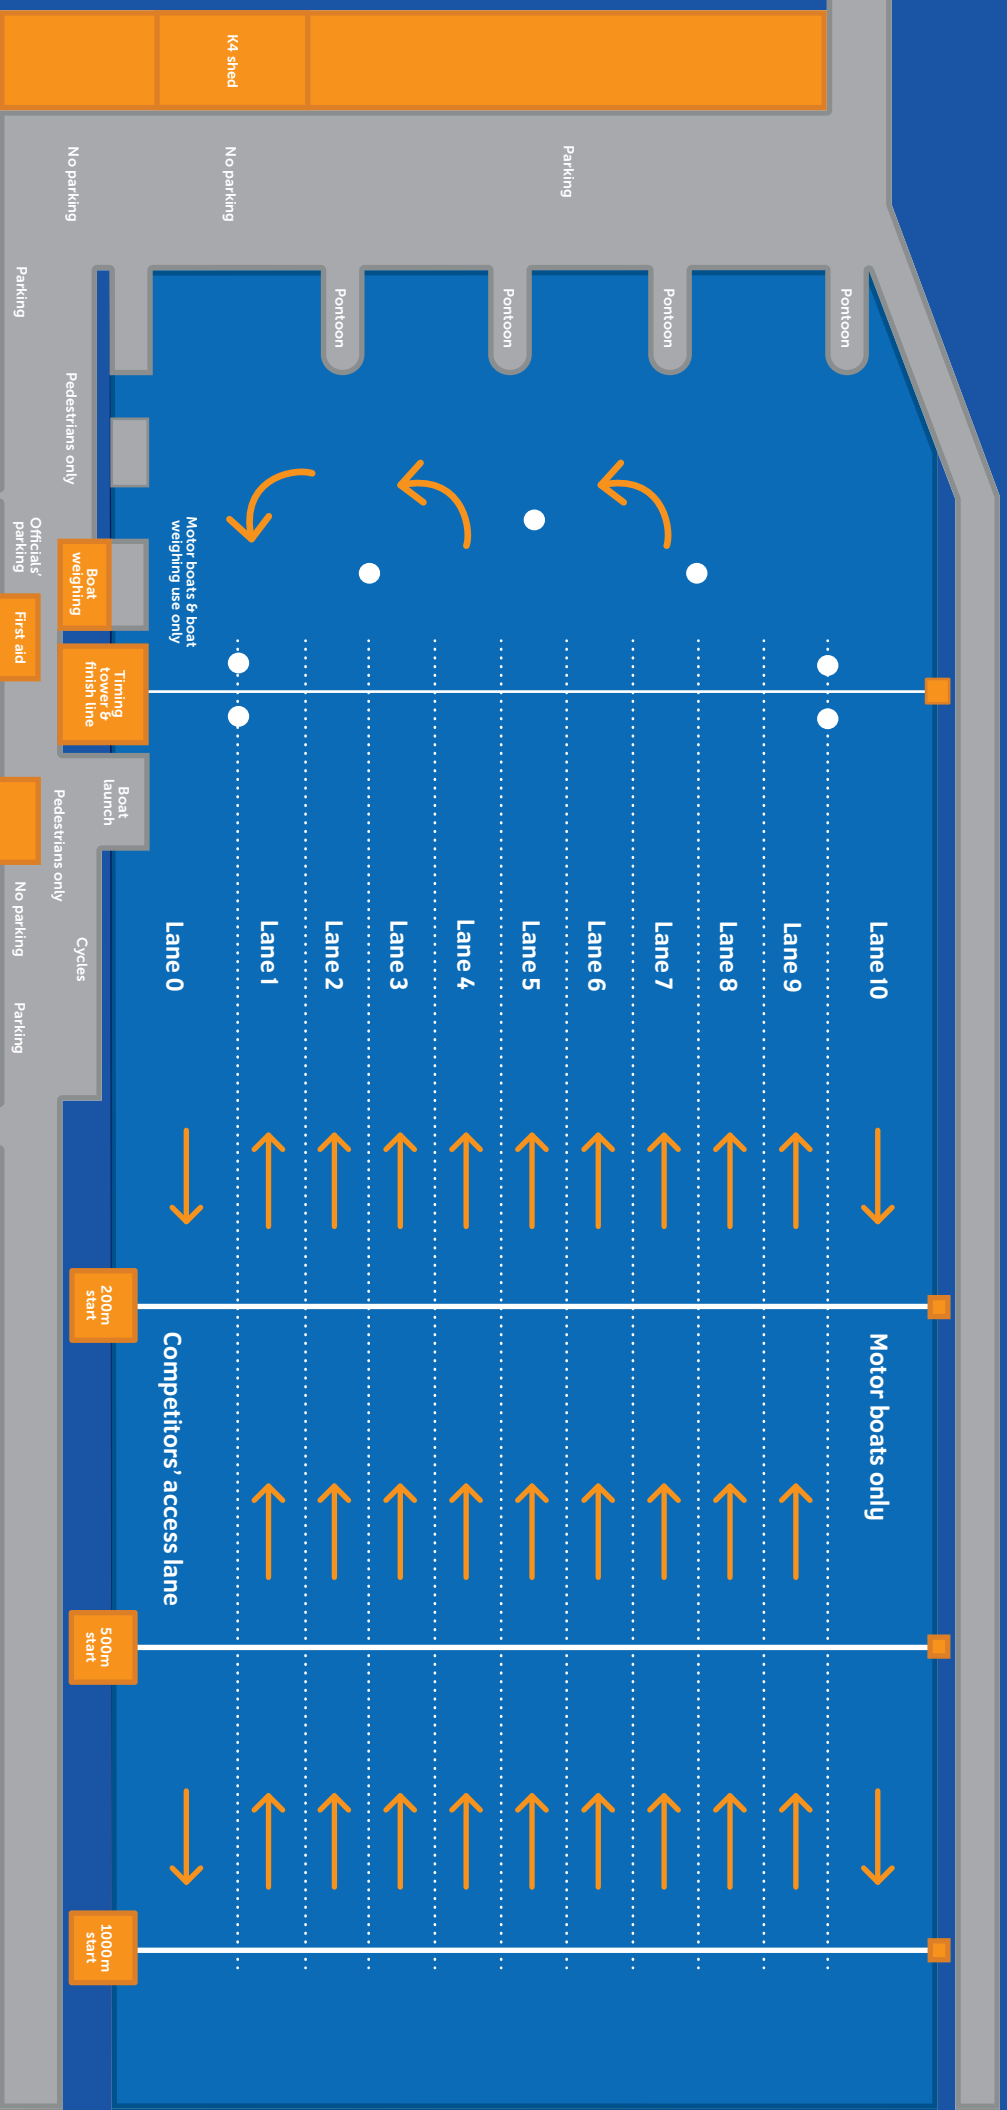 K4 shed
No parking
No parking
Parking
Parking
Pontoon
Pontoon
Pontoon
Pontoon
Pedestrians only
Officials'
parking
Boat
weighing
Motor boats & boat
weighing use only
First aid
Timing
tower &
finish line
Boat
launch
Pedestrians only
No parking
Cycles
Parking
Lane 0
Lane 1
Lane 2
Lane 3
Lane 4
Lane 5
Lane 6
Lane 7
Lane 8
Lane 9
Lane 10
200m
start
Competitors' access lane
Motor boats only
500m
start
1000m
start